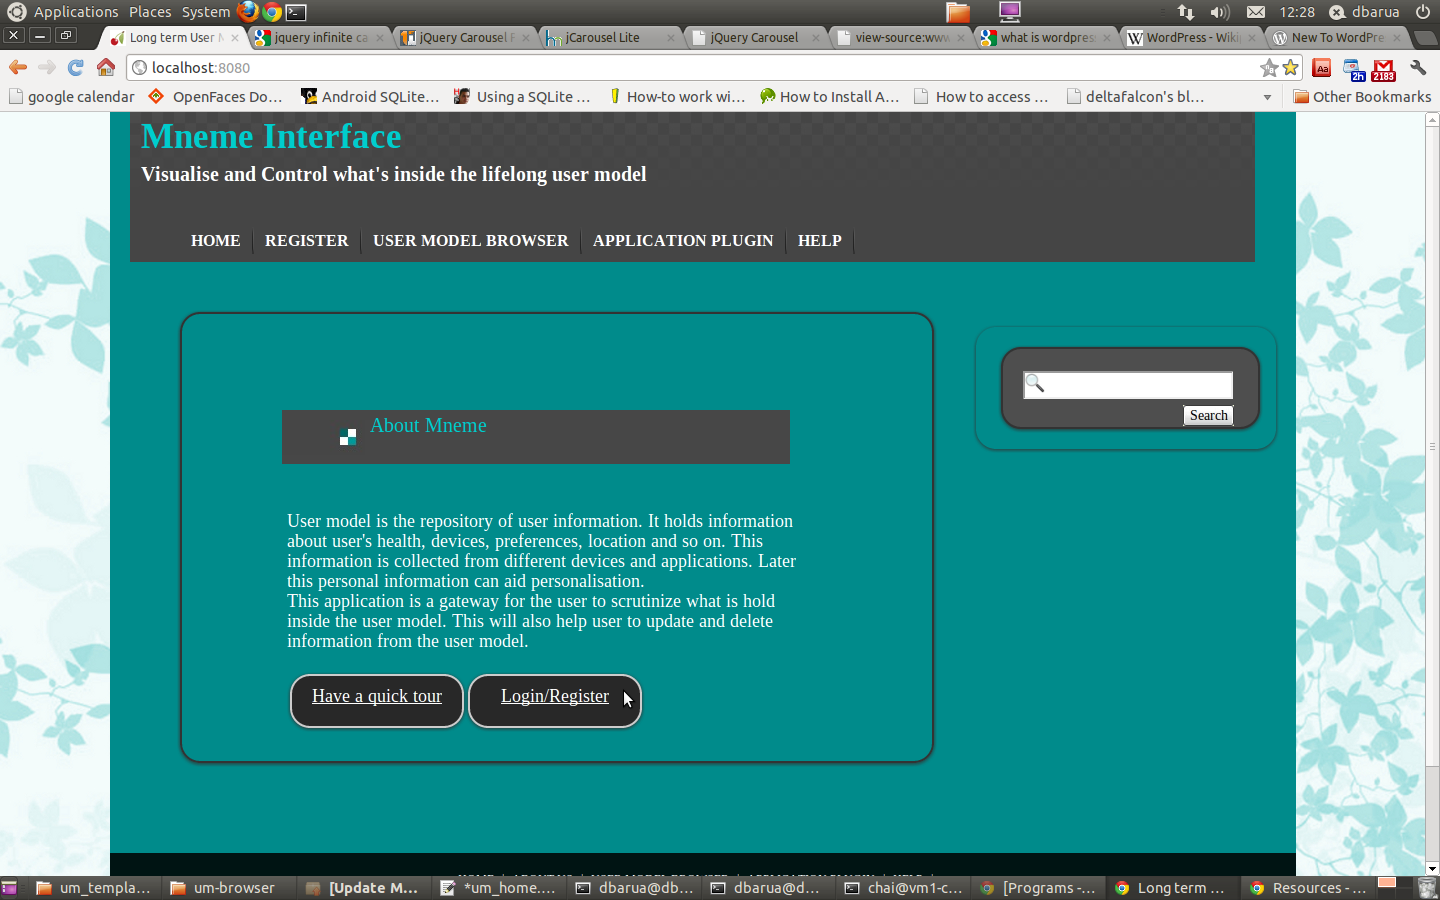 Applications Places System 12:28 dbarua
Long term User M jquery infinite ca jQuery Carousel P jCarousel Lite jQuery Carousel view-source:www what is wordpress WordPress - Wikip New To WordPre
localhost:8080 Aa 2h 2183
google calendar OpenFaces Do... Android SQLite... Using a SQLite ... How-to work wi... How to Install A... How to access ... deltafalcon's bl... Other Bookmarks
Mneme Interface
Visualise and Control what's inside the lifelong user model
HOME REGISTER USER MODEL BROWSER APPLICATION PLUGIN HELP
Search
About Mneme
User model is the repository of user information. It holds information
about user's health, devices, preferences, location and so on. This
information is collected from different devices and applications. Later
this personal information can aid personalisation.
This application is a gateway for the user to scrutinize what is hold
inside the user model. This will also help user to update and delete
information from the user model.
Have a quick tour Login/Register
um_templa... um-browser [Update M... *um_home.... dbarua@db... dbarua@d... chai@vm1-c... [Programs -... Long term ... Resources - ...